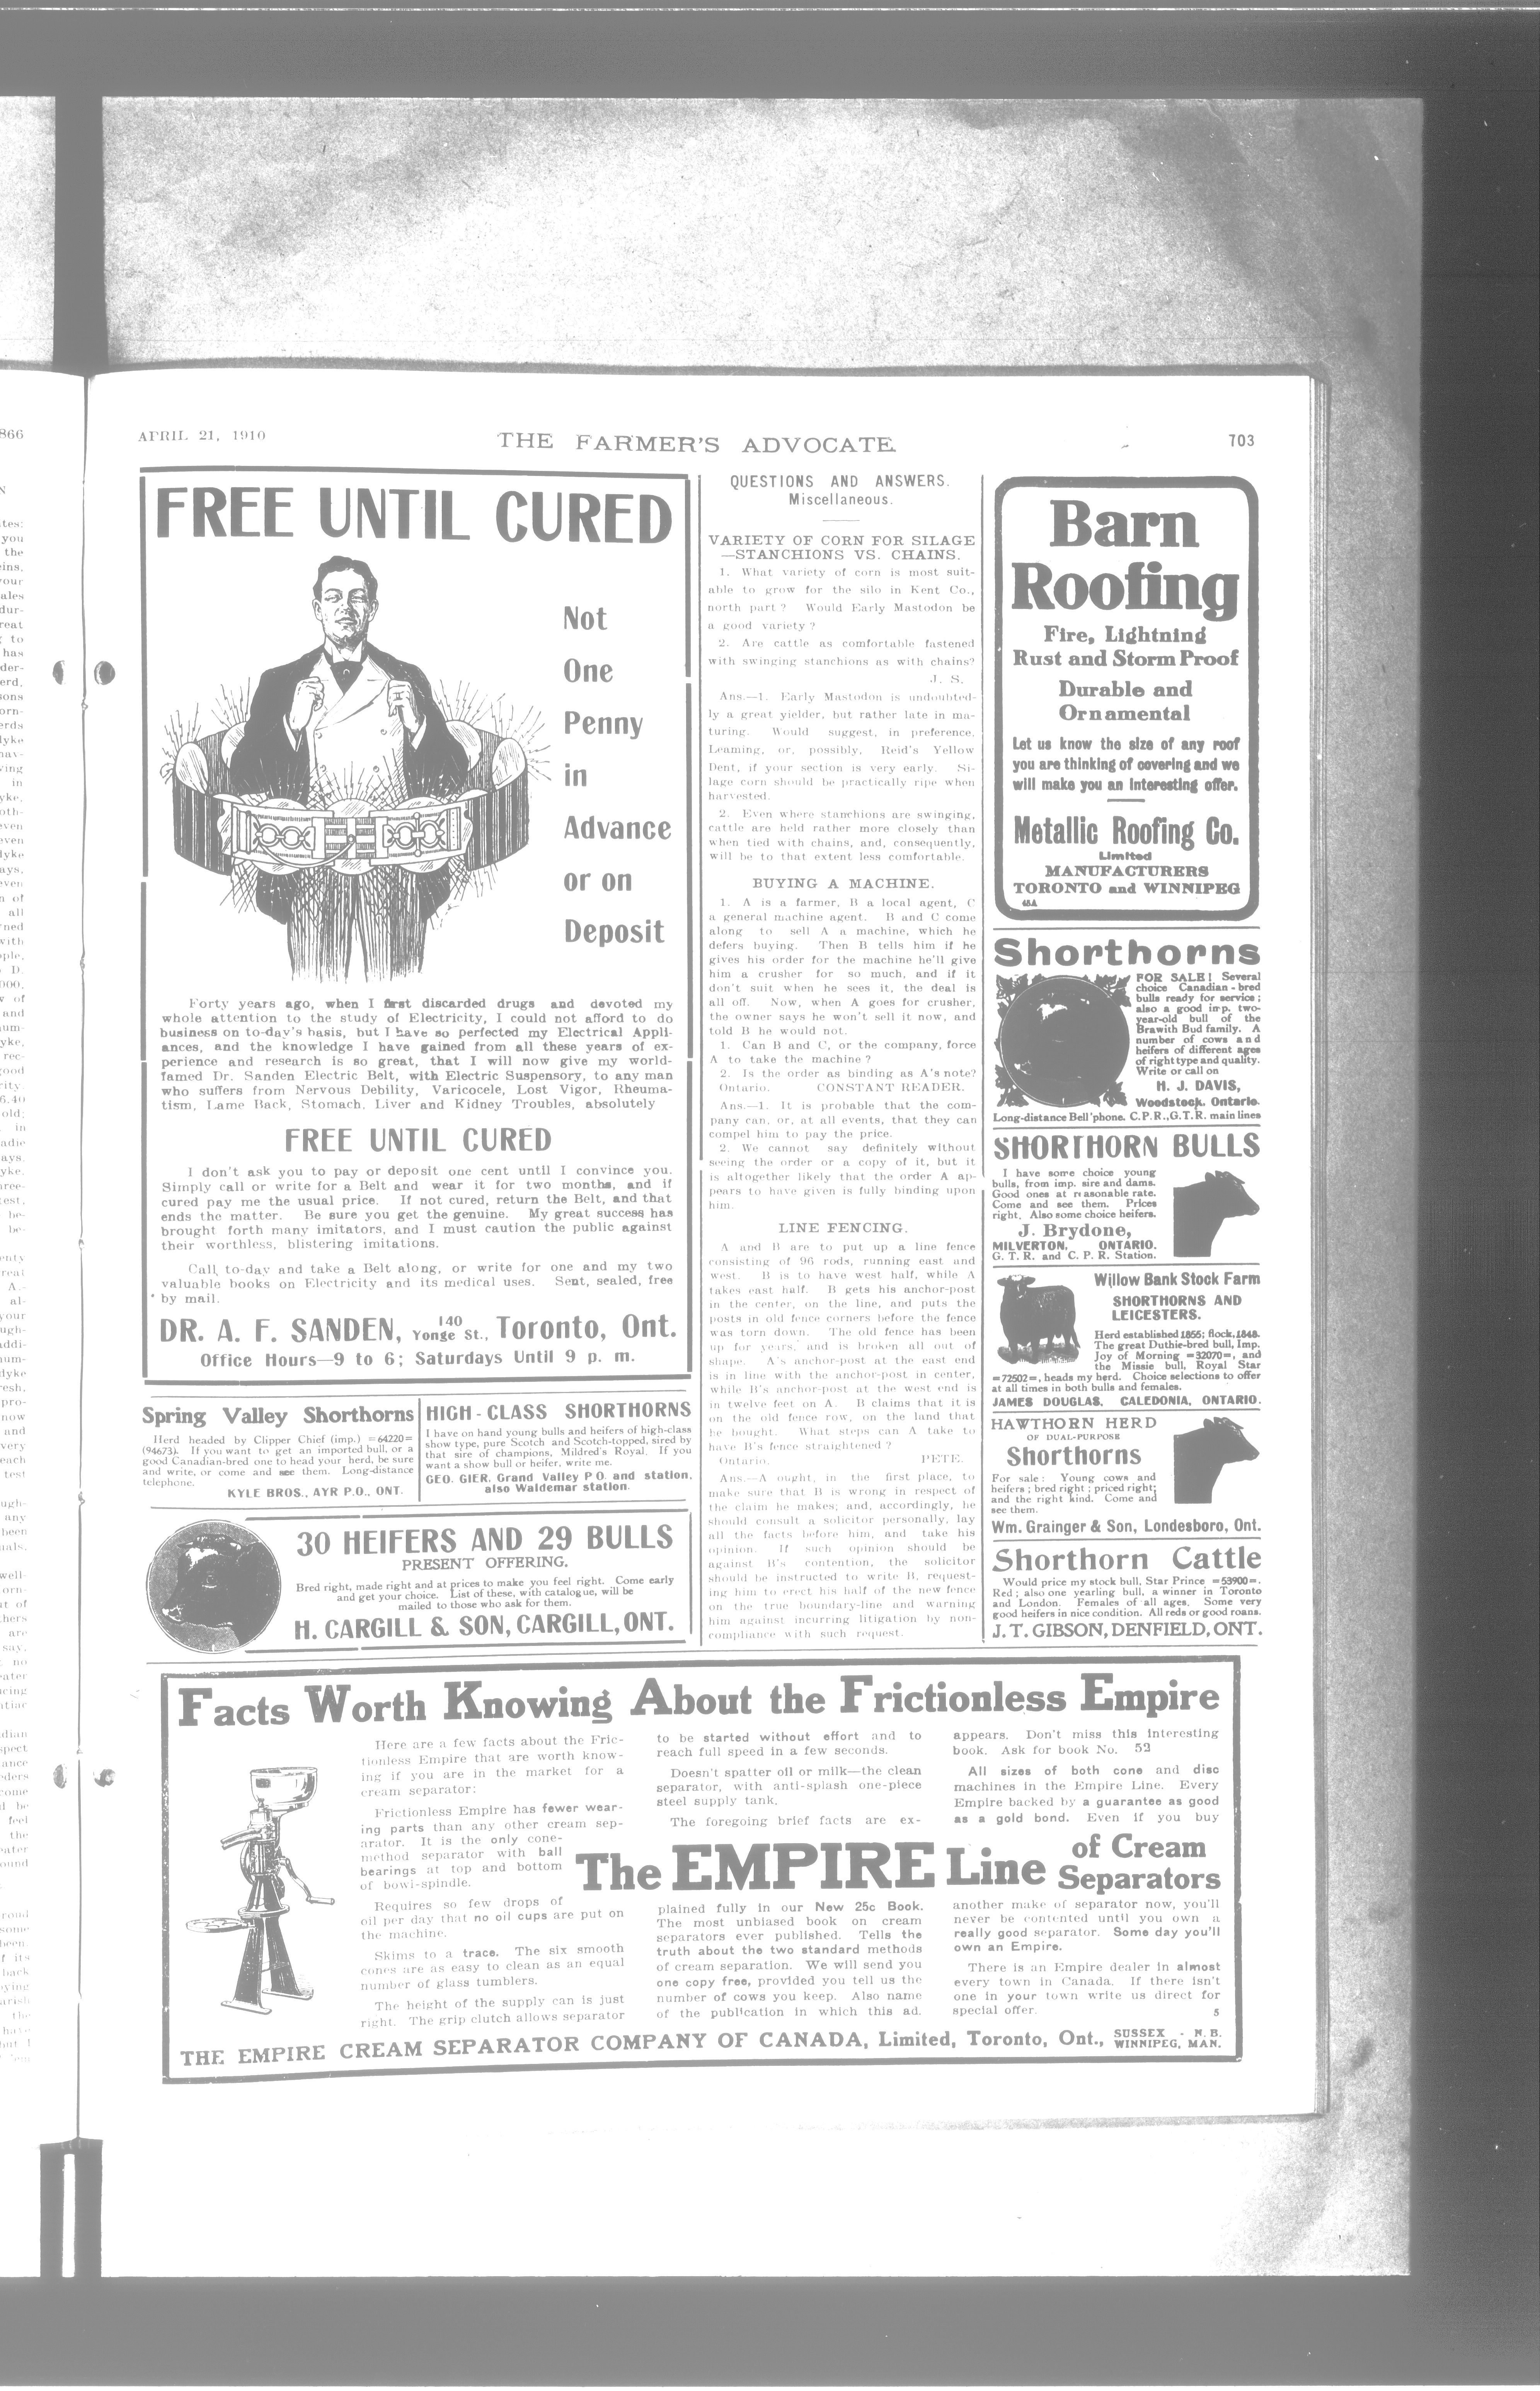 APRIL 21, 1910
THE FARMER'S ADVOCATE
703
FREE UNTIL CURED
Not
One
Penny
in
Advance
or on
Deposit
Forty years ago, when I first discarded drugs and devoted my
whole attention to the study of Electricity, I could not afford to do
business on to-day's basis, but I have so perfected my Electrical Appli-
ances, and the knowledge I have gained from all these years of ex-
perience and research is so great, that I will now give my world-
famed Dr. Sanden Electric Belt, with Electric Suspensory, to any man
who suffers from Nervous Debility, Varicocele, Lost Vigor, Rheuma-
tism, Lame Back, Stomach, Liver and Kidney Troubles, absolutely
FREE UNTIL CURED
I don't ask you to pay or deposit one cent until I convince you.
Simply call or write for a Belt and wear it for two months, and if
cured pay me the usual price. If not cured, return the Belt, and that
ends the matter. Be sure you get the genuine. My great success has
brought forth many imitators, and I must caution the public against
their worthless, blistering imitations.
Call to-day and take a Belt along, or write for one and my two
valuable books on Electricity and its medical uses. Sent, sealed, free
by mail.
DR. A. F. SANDEN, 140 Yonge St., Toronto, Ont.
Office Hours—9 to 6; Saturdays Until 9 p. m.
Spring Valley Shorthorns
Herd headed by Clipper Chief (imp.) =64220=
(94673). If you want to get an imported bull, or a
good Canadian-bred one to head your herd, be sure
and write, or come and see them. Long-distance
telephone.
KYLE BROS., AYR P.O., ONT.
HIGH-CLASS SHORTHORNS
I have on hand young bulls and heifers of high-class
show type, pure Scotch and Scotch-topped, sired by
that sire of champions, Mildred's Royal. If you
want a show bull or heifer, write me.
GEO. GIER, Grand Valley P.O. and station,
also Waldemar station.
30 HEIFERS AND 29 BULLS
PRESENT OFFERING.
Bred right, made right and at prices to make you feel right. Come early
and get your choice. List of these, with catalogue, will be
mailed to those who ask for them.
H. CARGILL & SON, CARGILL, ONT.
QUESTIONS AND ANSWERS.
Miscellaneous.
VARIETY OF CORN FOR SILAGE
—STANCHIONS VS. CHAINS.
1. What variety of corn is most suit-
able to grow for the silo in Kent Co.,
north part? Would Early Mastodon be
a good variety?
2. Are cattle as comfortable fastened
with swinging stanchions as with chains?
J. S.
Ans.—1. Early Mastodon is undoubted-
ly a great yielder, but rather late in ma-
turing. Would suggest, in preference,
Leaming, or, possibly, Reid's Yellow
Dent, if your section is very early. Si-
lage corn should be practically ripe when
harvested.
2. Even where stanchions are swinging,
cattle are held rather more closely than
when tied with chains, and, consequently,
will be to that extent less comfortable.
BUYING A MACHINE.
1. A is a farmer, B a local agent, C
a general machine agent. B and C come
along to sell A a machine, which he
defers buying. Then B tells him if he
gives his order for the machine he'll give
him a crusher for so much, and if it
don't suit when he sees it, the deal is
all off. Now, when A goes for crusher,
the owner says he won't sell it now, and
told B he would not.
1. Can B and C, or the company, force
A to take the machine?
2. Is the order as binding as A's note?
Ontario. CONSTANT READER.
Ans.—1. It is probable that the com-
pany can, or, at all events, that they can
compel him to pay the price.
2. We cannot say definitely without
seeing the order or a copy of it, but it
is altogether likely that the order A ap-
pears to have given is fully binding upon
him.
LINE FENCING.
A and B are to put up a line fence
consisting of 96 rods, running east and
west. B is to have west half, while A
takes east half. B gets his anchor-post
in the center, on the line, and puts the
posts in old fence corners before the fence
was torn down. The old fence has been
up for years, and is broken all out of
shape. A's anchor-post at the east end
is in line with the anchor-post in center,
while B's anchor-post at the west end is
in twelve feet on A. B claims that it is
on the old fence row, on the land that
he bought. What steps can A take to
have B's fence straightened?
Ontario. PETE.
Ans.—A ought, in the first place, to
make sure that B is wrong in respect of
the claim he makes; and, accordingly, he
should consult a solicitor personally, lay
all the facts before him, and take his
opinion. If such opinion should be
against B's contention, the solicitor
should be instructed to write B, request-
ing him to erect his half of the new fence
on the true boundary-line and warning
him against incurring litigation by non-
compliance with such request.
Barn
Roofing
Fire, Lightning
Rust and Storm Proof
Durable and
Ornamental
Let us know the size of any roof
you are thinking of covering and we
will make you an interesting offer.
Metallic Roofing Co.
Limited
MANUFACTURERS
TORONTO and WINNIPEG
Shorthorns
FOR SALE! Several
choice Canadian-bred
bulls ready for service;
also a good imp. two-
year-old bull of the
Brawith Bud family. A
number of cows and
heifers of different ages
of right type and quality.
Write or call on
H. J. DAVIS,
Woodstock, Ontario.
Long-distance Bell 'phone. C.P.R., G.T.R. main lines
SHORTHORN BULLS
I have some choice young
bulls, from imp. sire and dams.
Good ones at reasonable rate.
Come and see them. Prices
right. Also some choice heifers.
J. Brydone,
MILVERTON, ONTARIO.
G. T. R. and C. P. R. Station.
Willow Bank Stock Farm
SHORTHORNS AND
LEICESTERS.
Herd established 1855; flock, 1848.
The great Duthie-bred bull, Imp.
Joy of Morning =32070=, and
the Missie bull, Royal Star
=72502=, heads my herd. Choice selections to offer
at all times in both bulls and females.
JAMES DOUGLAS, CALEDONIA, ONTARIO.
HAWTHORN HERD
OF DUAL-PURPOSE
Shorthorns
For sale: Young cows and
heifers; bred right; priced right;
and the right kind. Come and
see them.
Wm. Grainger & Son, Londesboro, Ont.
Shorthorn Cattle
Would price my stock bull, Star Prince =53900=.
Red; also one yearling bull, a winner in Toronto
and London. Females of all ages. Some very
good heifers in nice condition. All reds or good roans.
J. T. GIBSON, DENFIELD, ONT.
Facts Worth Knowing About the Frictionless Empire
Here are a few facts about the Fric-
tionless Empire that are worth know-
ing if you are in the market for a
cream separator:
Frictionless Empire has fewer wear-
ing parts than any other cream sep-
arator. It is the only cone-
method separator with ball
bearings at top and bottom
of bowl-spindle.
Requires so few drops of
oil per day that no oil cups are put on
the machine.
Skims to a trace. The six smooth
cones are as easy to clean as an equal
number of glass tumblers.
The height of the supply can is just
right. The grip clutch allows separator
to be started without effort and to
reach full speed in a few seconds.
Doesn't spatter oil or milk—the clean
separator, with anti-splash one-piece
steel supply tank.
The foregoing brief facts are ex-
The EMPIRE Line of Cream Separators
plained fully in our New 25c Book.
The most unbiased book on cream
separators ever published. Tells the
truth about the two standard methods
of cream separation. We will send you
one copy free, provided you tell us the
number of cows you keep. Also name
of the publication in which this ad.
appears. Don't miss this interesting
book. Ask for book No.
All sizes of both cone and disc
machines in the Empire Line. Every
Empire backed by a guarantee as good
as a gold bond. Even if you buy
another make of separator now, you'll
never be contented until you own a
really good separator. Some day you'll
own an Empire.
There is an Empire dealer in almost
every town in Canada. If there isn't
one in your town write us direct for
special offer. 5
THE EMPIRE CREAM SEPARATOR COMPANY OF CANADA, Limited, Toronto, Ont., SUSSEX - N. B.
WINNIPEG, MAN.